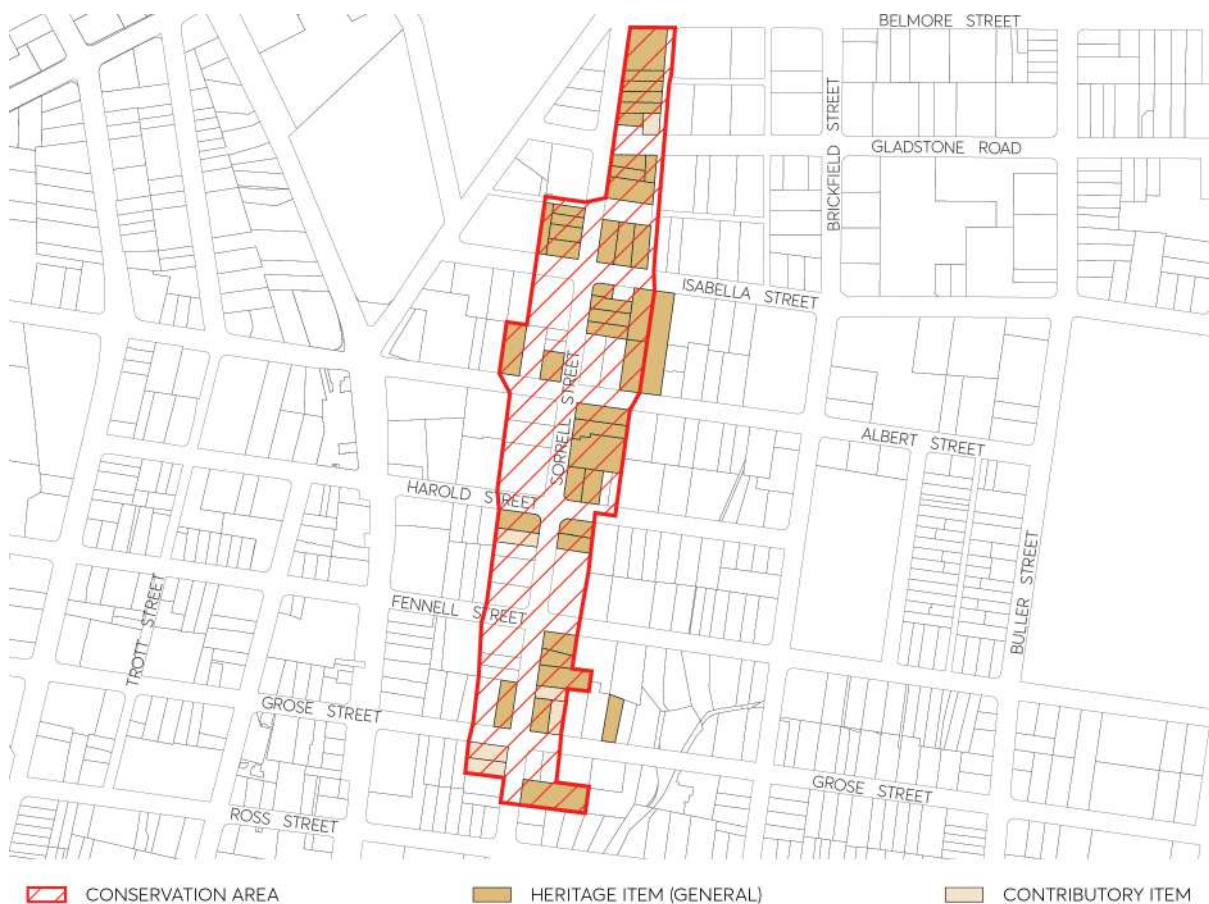 BELMORE STREET
BRICKFIELD STREET
GLADSTONE ROAD
ISABELLA STREET
SORRELL STREET
ALBERT STREET
HAROLD STREET
BULLER STREET
FENNELL STREET
TROTT STREET
GROSE STREET
GROSE STREET
ROSS STREET
CONSERVATION AREA
HERITAGE ITEM (GENERAL)
CONTRIBUTORY ITEM